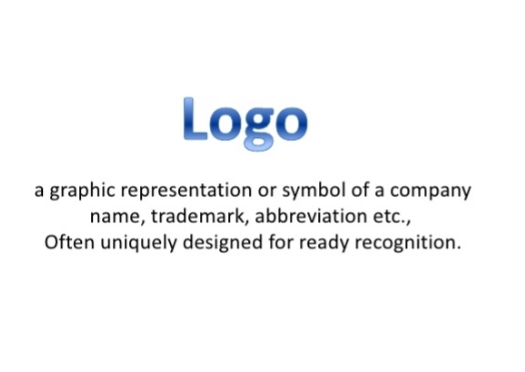 Logo
a graphic representation or symbol of a company
name, trademark, abbreviation etc.,
Often uniquely designed for ready recognition.